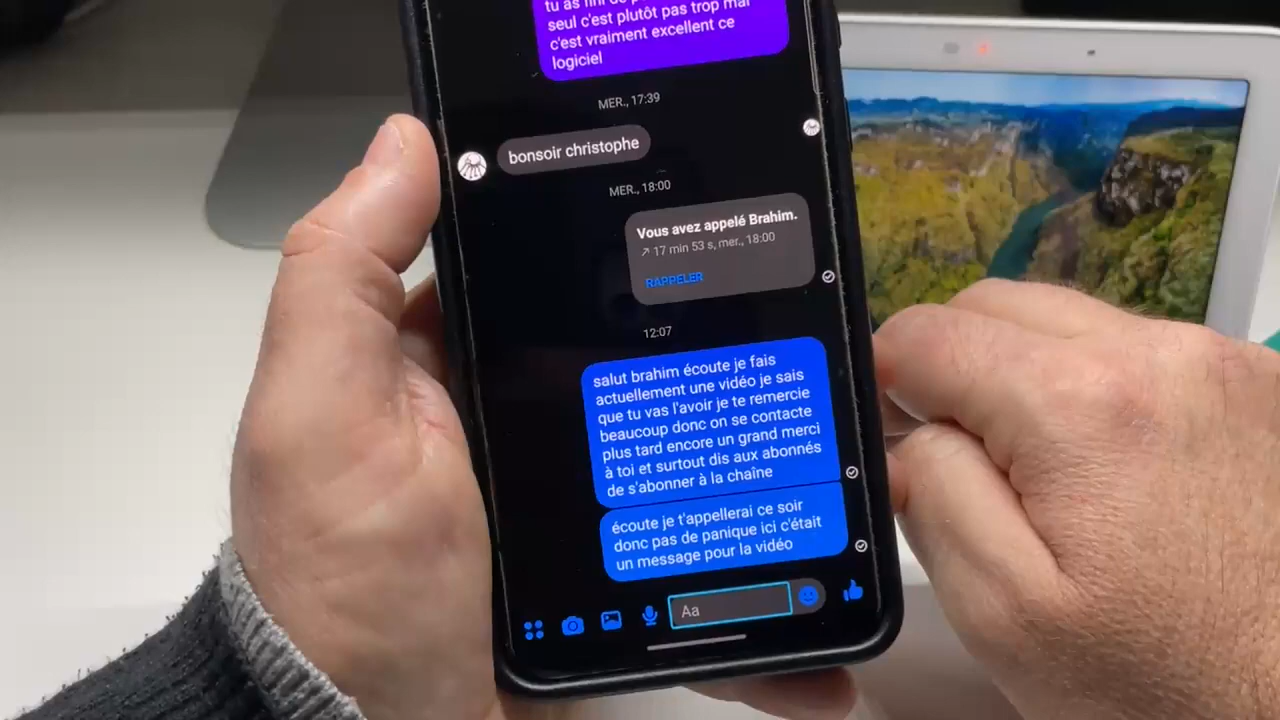 tu as fini de
seul c'est plutôt pas trop mal
c'est vraiment excellent ce
logiciel
MER., 17:39
bonsoir christophe
MER., 18:00
Vous avez appelé Brahim.
↗ 17 min 53 s, mer., 18:00
RAPPELER
12:07
salut brahim écoute je fais
actuellement une vidéo je sais
que tu vas l'avoir je te remercie
beaucoup donc on se contacte
plus tard encore un grand merci
à toi et surtout dis aux abonnés
de s'abonner à la chaîne
écoute je t'appellerai ce soir
donc pas de panique ici c'était
un message pour la vidéo
Aa